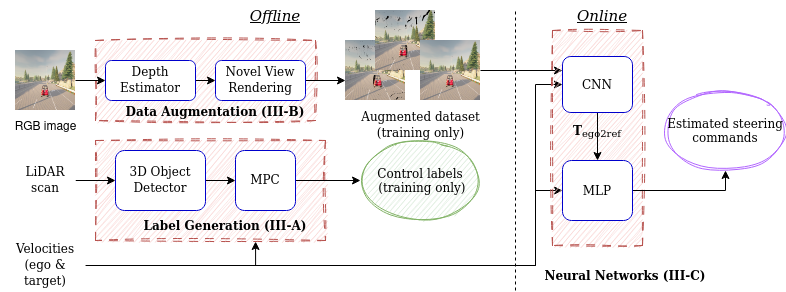 Offline
Online
RGB image
Depth
Estimator
Novel View
Rendering
Data Augmentation (III-B)
Augmented dataset
(training only)
LiDAR
scan
3D Object
Detector
MPC
Label Generation (III-A)
Control labels
(training only)
Velocities
(ego &
target)
CNN
Tego2ref
MLP
Estimated steering
commands
Neural Networks (III-C)